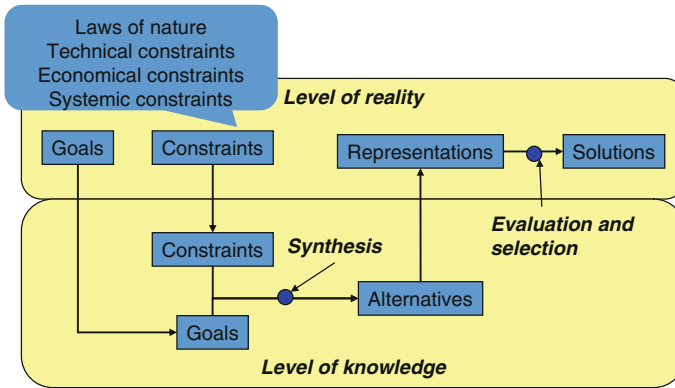 Laws of nature
Technical constraints
Economical constraints
Systemic constraints
Level of reality
Goals
Constraints
Representations
Solutions
Evaluation and
selection
Constraints
Synthesis
Alternatives
Goals
Level of knowledge